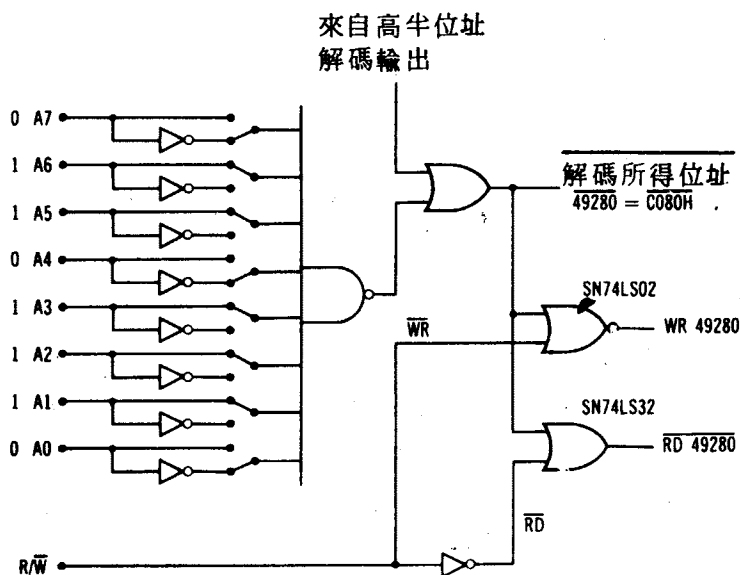 來自高半位址
解碼輸出
0 A7
1 A6
1 A5
0 A4
1 A3
1 A2
1 A1
0 A0
R/W̅
解碼所得位址
49280 = C080H
SN74LS02
WR
WR 49280
SN74LS32
RD 49280
RD